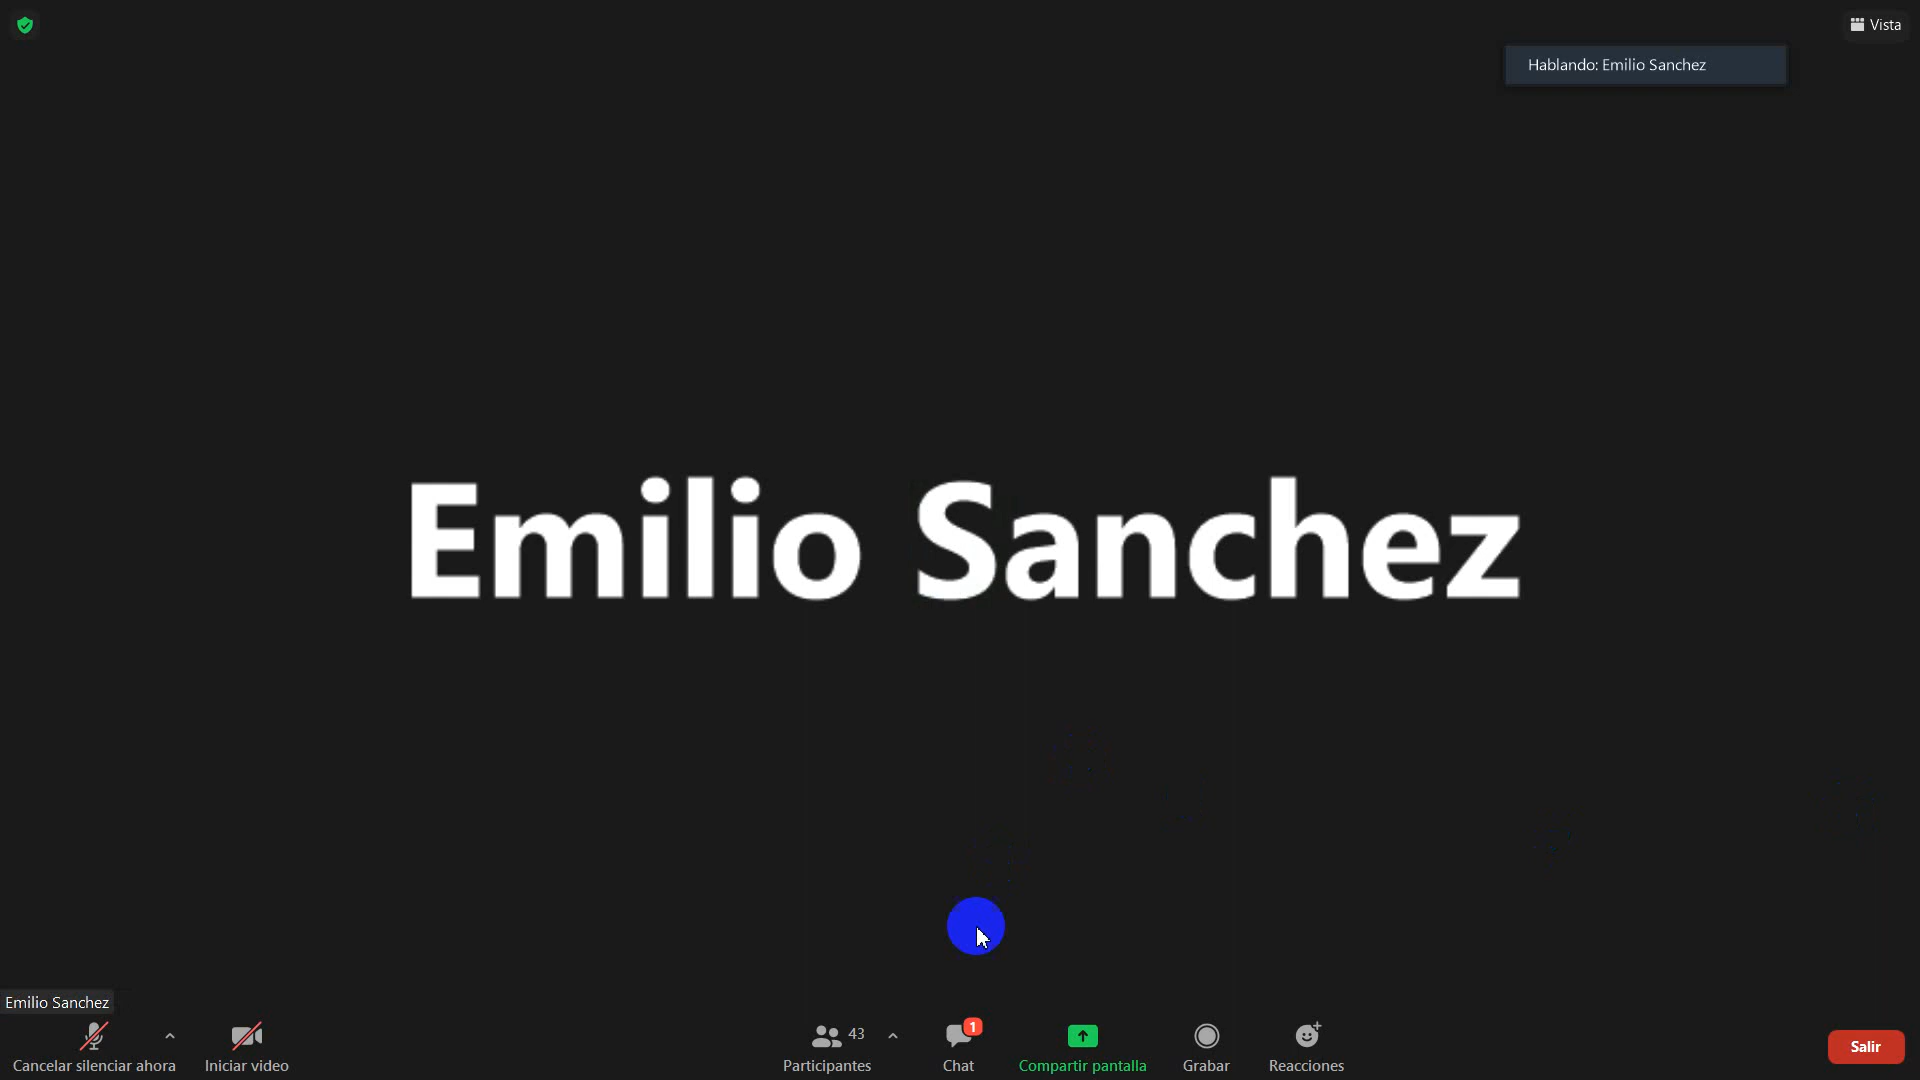 Vista
Hablando: Emilio Sanchez
Emilio Sanchez
Emilio Sanchez
Cancelar silenciar ahora
Iniciar video
43
Participantes
1
Chat
Compartir pantalla
Grabar
Reacciones
Salir